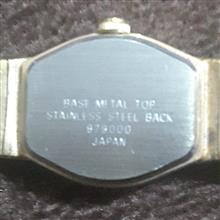 BASE METAL TOP
STAINLESS STEEL BACK
979000
JAPAN